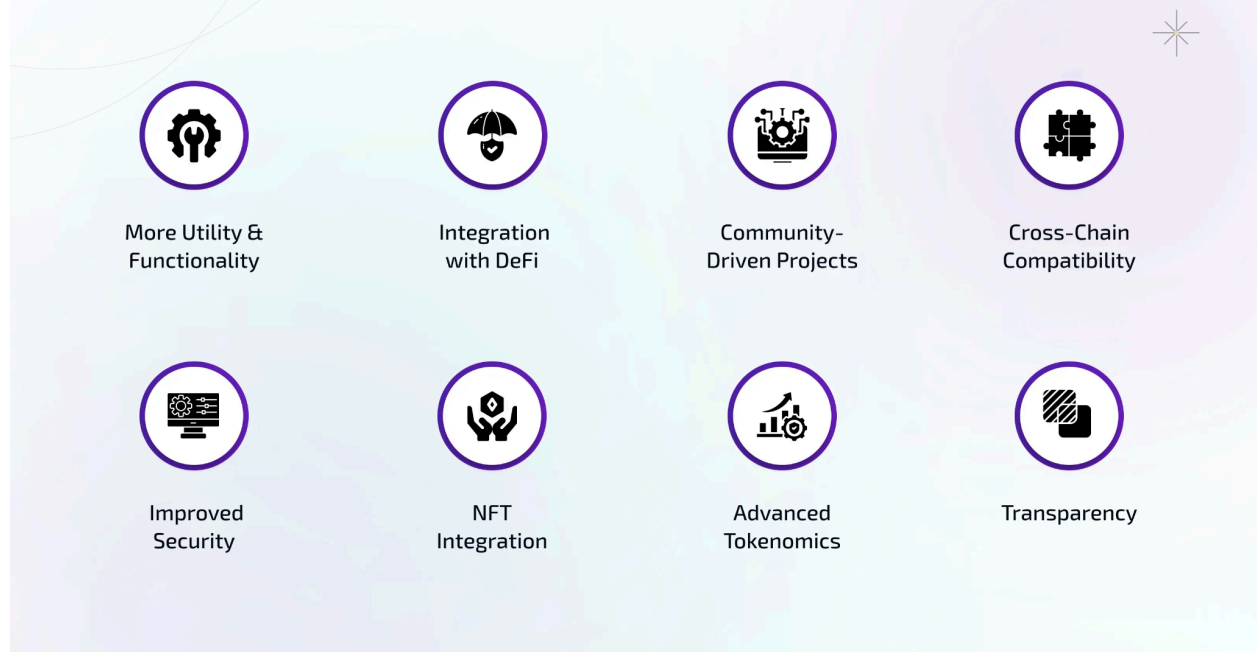 More Utility &
Functionality
Integration
with DeFi
Community-
Driven Projects
Cross-Chain
Compatibility
Improved
Security
NFT
Integration
Advanced
Tokenomics
Transparency